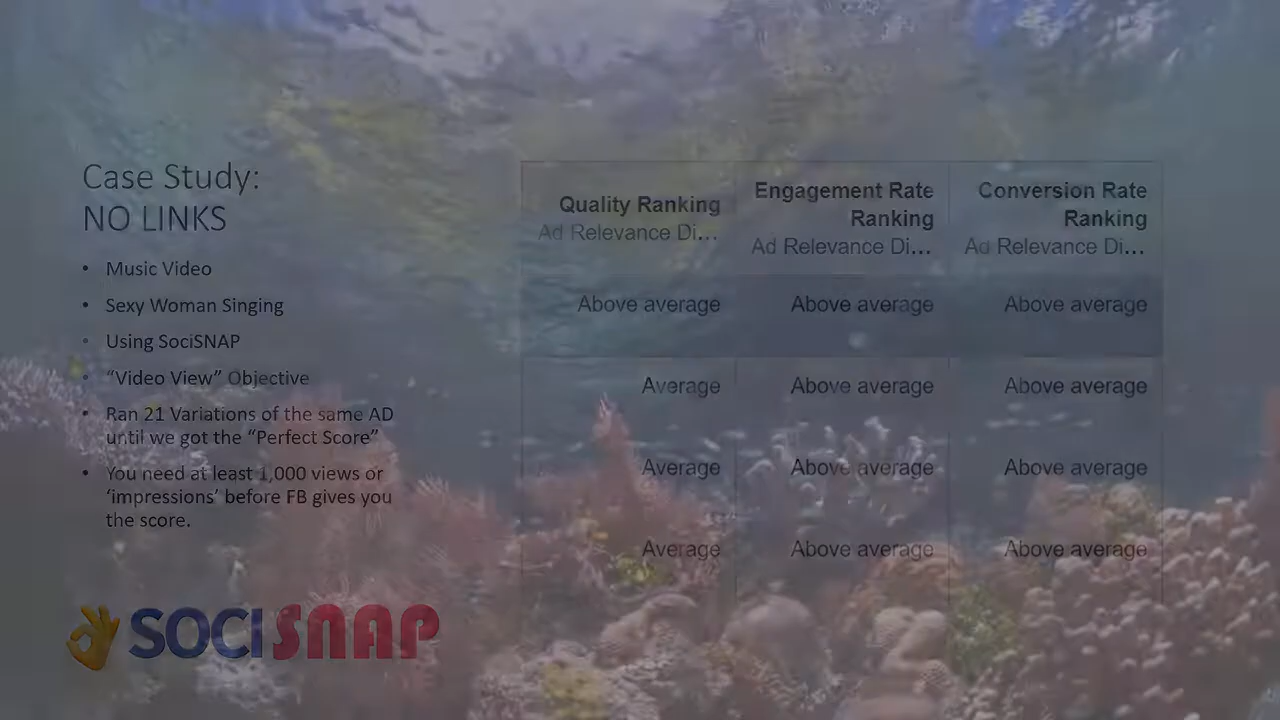 Case Study:
NO LINKS
• Music Video
• Sexy Woman Singing
• Using SociSNAP
• “Video View” Objective
• Ran 21 Variations of the same AD
until we got the “Perfect Score”
• You need at least 1,000 views or
‘impressions’ before FB gives you
the score.
SOCISNAP
Quality Ranking
Ad Relevance Di...
Engagement Rate
Ranking
Ad Relevance Di...
Conversion Rate
Ranking
Ad Relevance Di...
Above average Above average Above average
Average Above average Above average
Average Above average Above average
Average Above average Above average